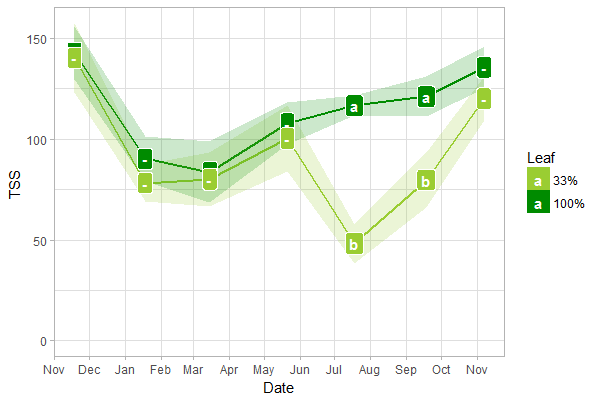 150
100
50
0
TSS
-
-
-
-
-
-
-
-
a
b
a
b
-
-
Nov Dec Jan Feb Mar Apr May Jun Jul Aug Sep Oct Nov
Date
Leaf
a 33%
a 100%